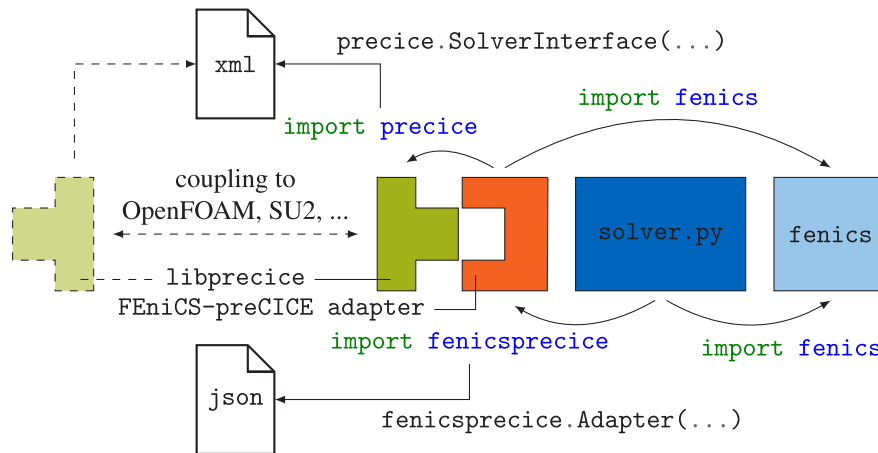 precice.SolverInterface(...)
xml
import fenics
import precice
coupling to
OpenFOAM, SU2, ...
solver.py
fenics
libprecice
FEniCS-preCICE adapter
import fenicsprecice
import fenics
json
fenicsprecice.Adapter(...)